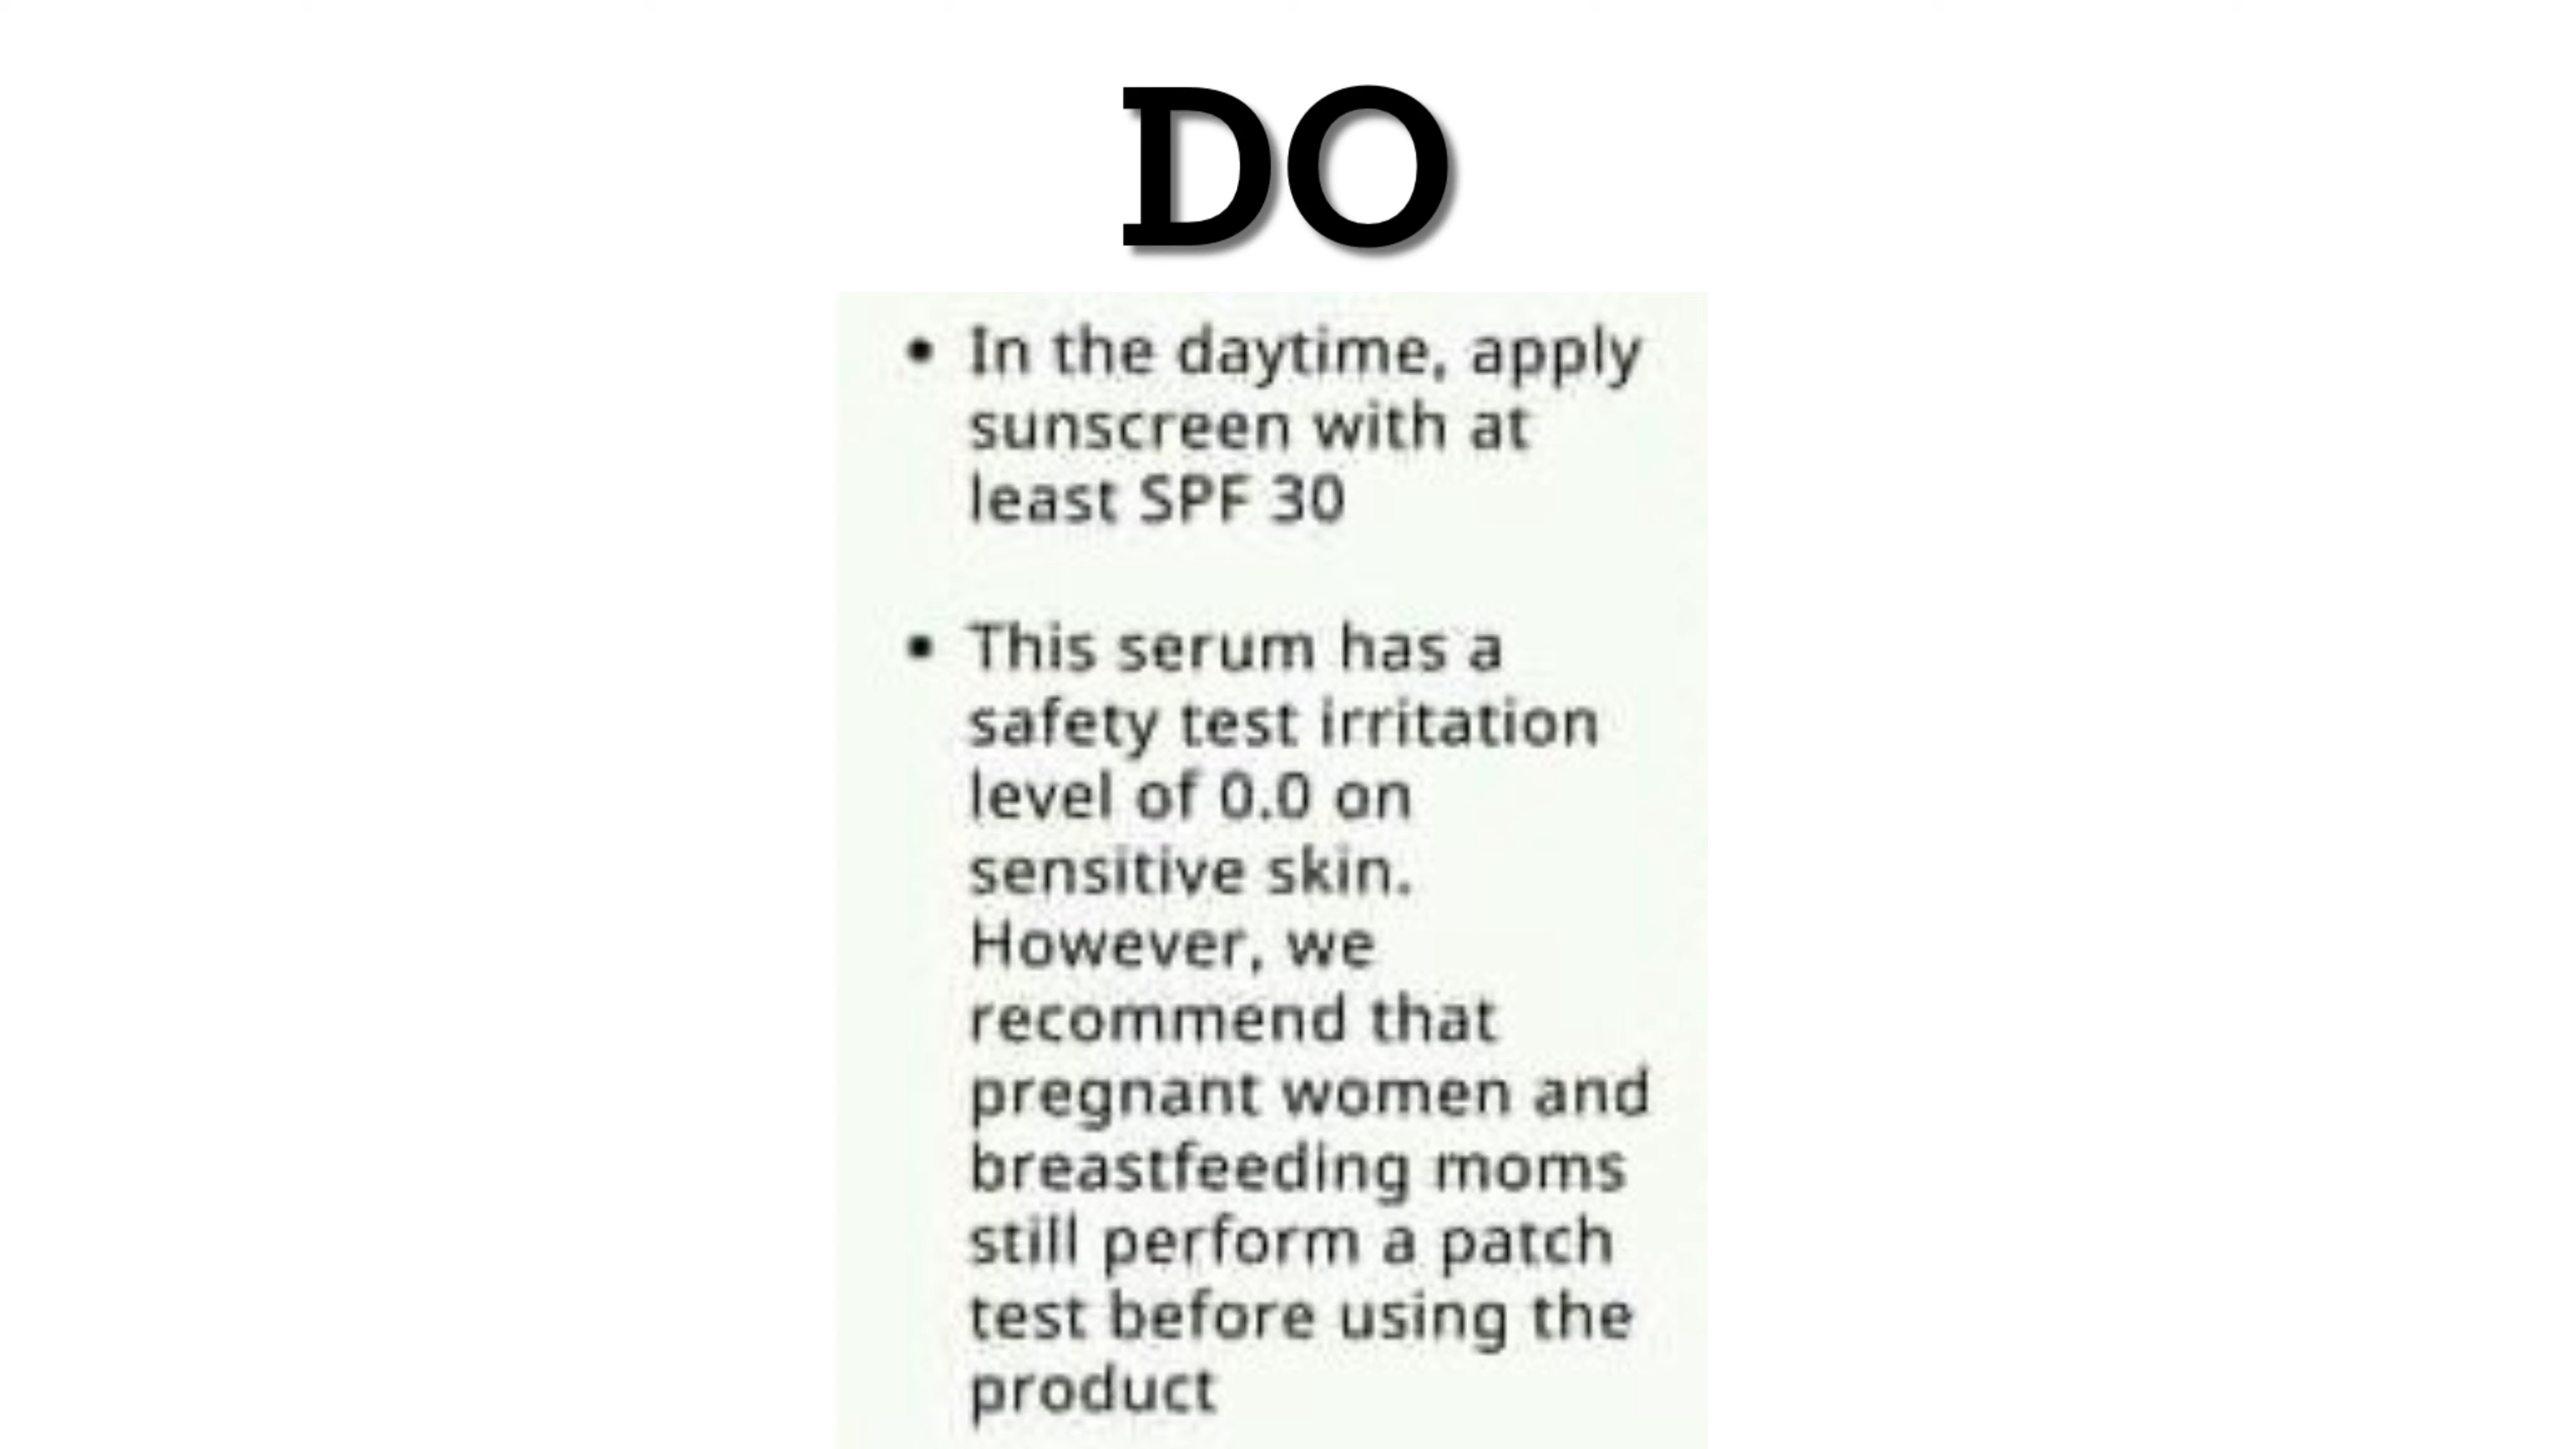 DO
• In the daytime, apply
sunscreen with at
least SPF 30
• This serum has a
safety test irritation
level of 0.0 on
sensitive skin.
However, we
recommend that
pregnant women and
breastfeeding moms
still perform a patch
test before using the
product